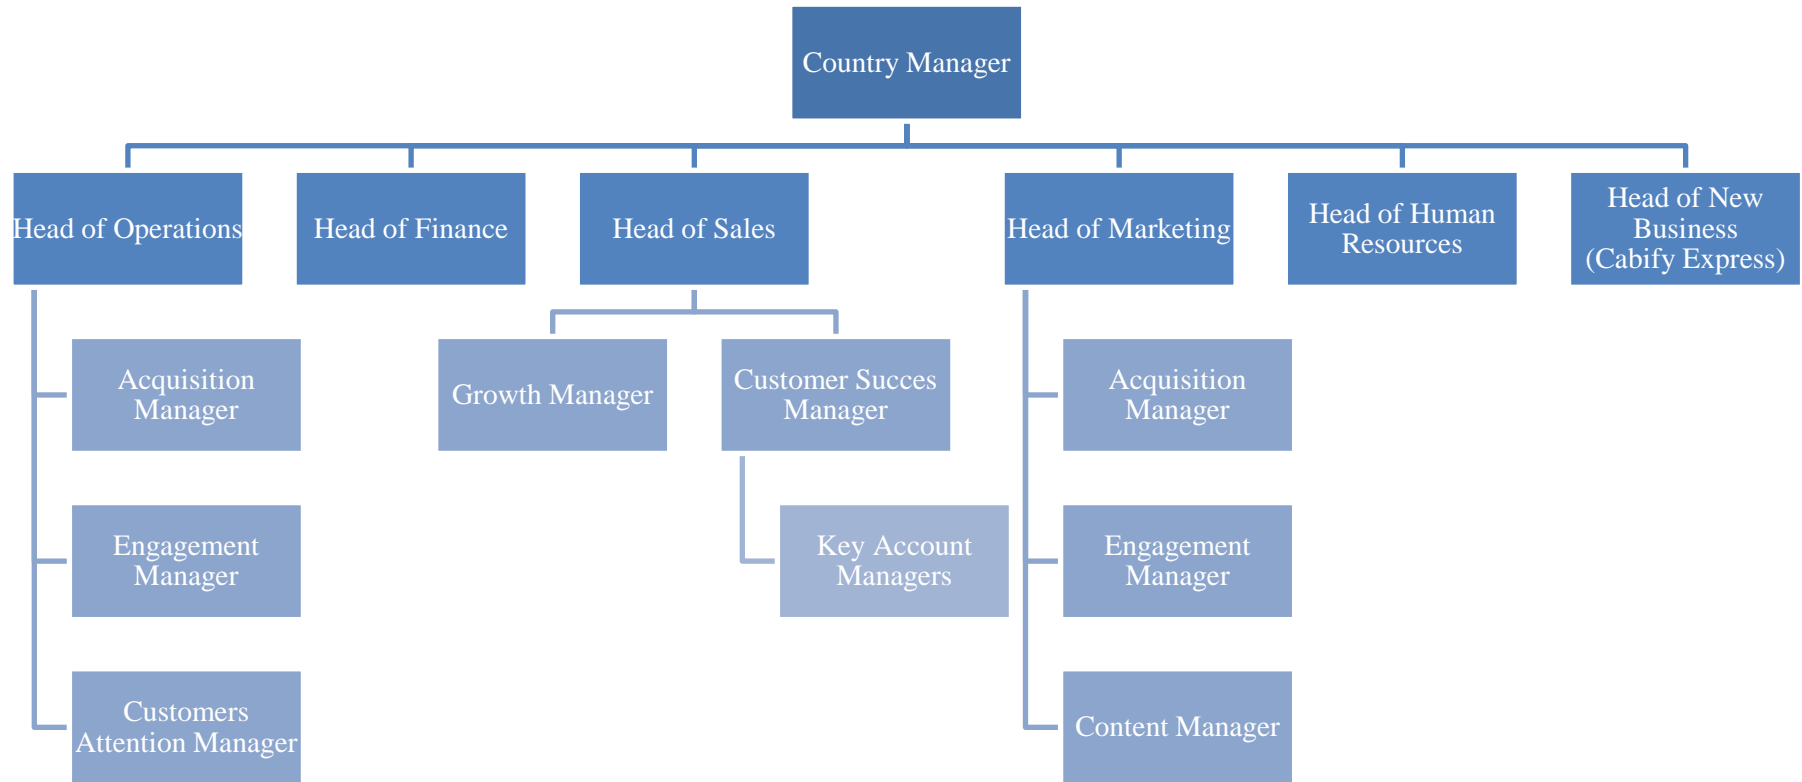 Country Manager
Head of Operations
Head of Finance
Head of Sales
Head of Marketing
Head of Human
Resources
Head of New
Business
(Cabify Express)
Acquisition
Manager
Growth Manager
Customer Succes
Manager
Acquisition
Manager
Engagement
Manager
Key Account
Managers
Engagement
Manager
Customers
Attention Manager
Content Manager